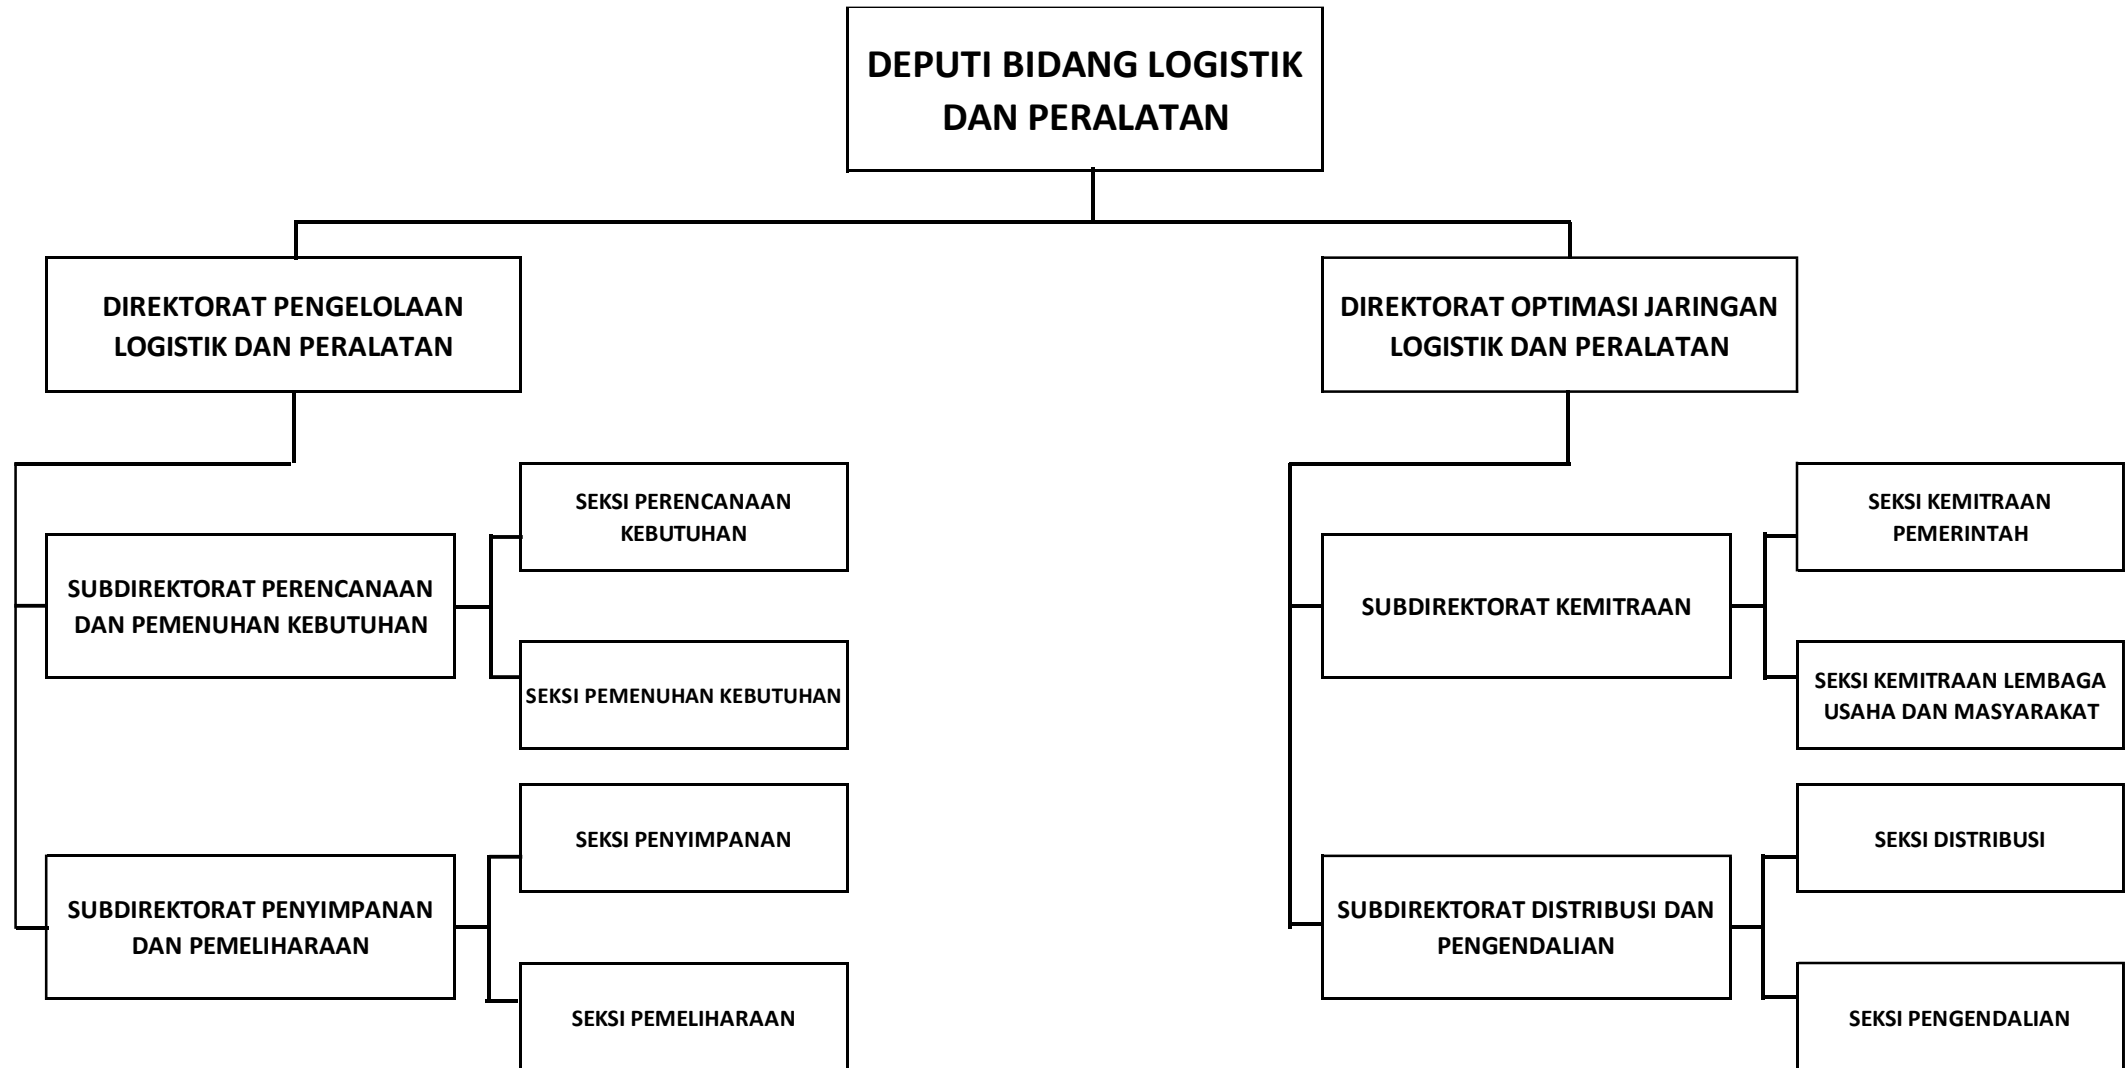 DEPUTI BIDANG LOGISTIK
DAN PERALATAN
DIREKTORAT PENGELOLAAN
LOGISTIK DAN PERALATAN
DIREKTORAT OPTIMASI JARINGAN
LOGISTIK DAN PERALATAN
SEKSI PERENCANAAN
KEBUTUHAN
SUBDIREKTORAT PERENCANAAN
DAN PEMENUHAN KEBUTUHAN
SEKSI PEMENUHAN KEBUTUHAN
SEKSI PENYIMPANAN
SUBDIREKTORAT PENYIMPANAN
DAN PEMELIHARAAN
SEKSI PEMELIHARAAN
SEKSI KEMITRAAN
PEMERINTAH
SUBDIREKTORAT KEMITRAAN
SEKSI KEMITRAAN LEMBAGA
USAHA DAN MASYARAKAT
SEKSI DISTRIBUSI
SUBDIREKTORAT DISTRIBUSI DAN
PENGENDALIAN
SEKSI PENGENDALIAN